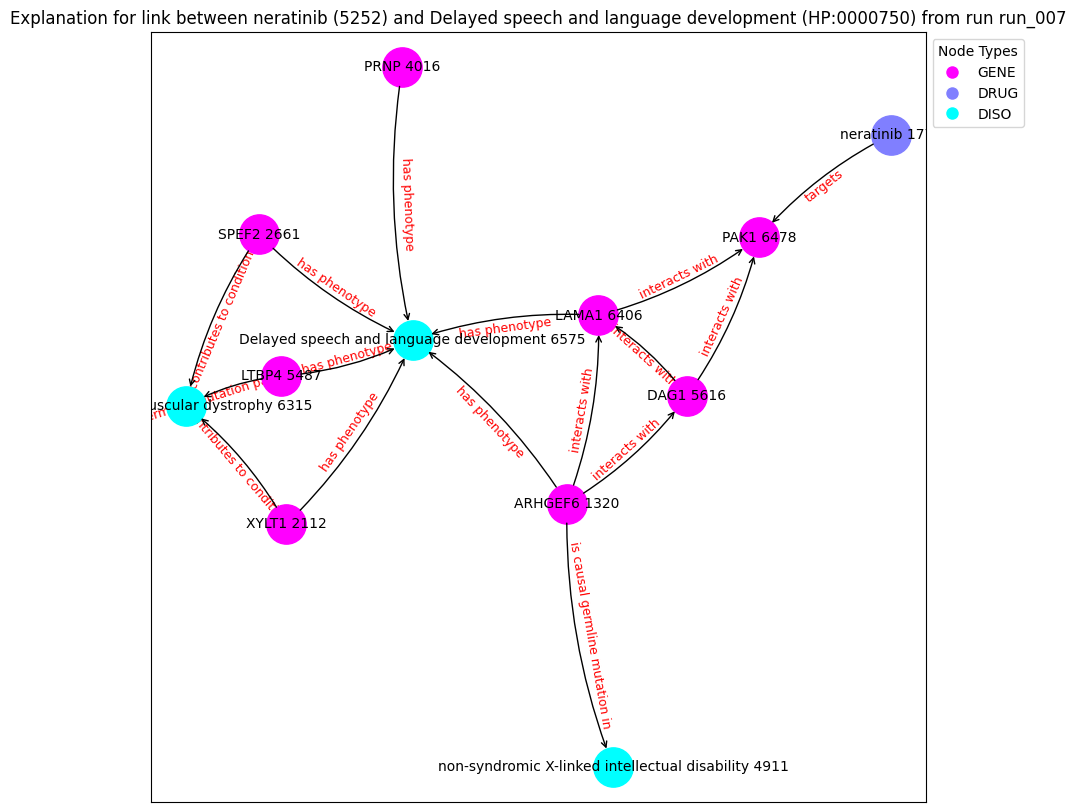 Explanation for link between neratinib (5252) and Delayed speech and language development (HP:0000750) from run run_007
Node Types
GENE
DRUG
DISO
PRNP 4016
neratinib 17
targets
has phenotype
SPEF2 2661
PAK1 6478
has phenotype
interacts with
contributes to condition
interacts with
LAMA1 6406
has phenotype
Delayed speech and language development 6575
interacts with
has phenotype
LTBP4 5487
DAG1 5616
uscular dystrophy 6315
interacts with
has phenotype
has phenotype
interacts with
tributes to condit
ARHGEF6 1320
XYLT1 2112
is causal germline mutation in
non-syndromic X-linked intellectual disability 4911